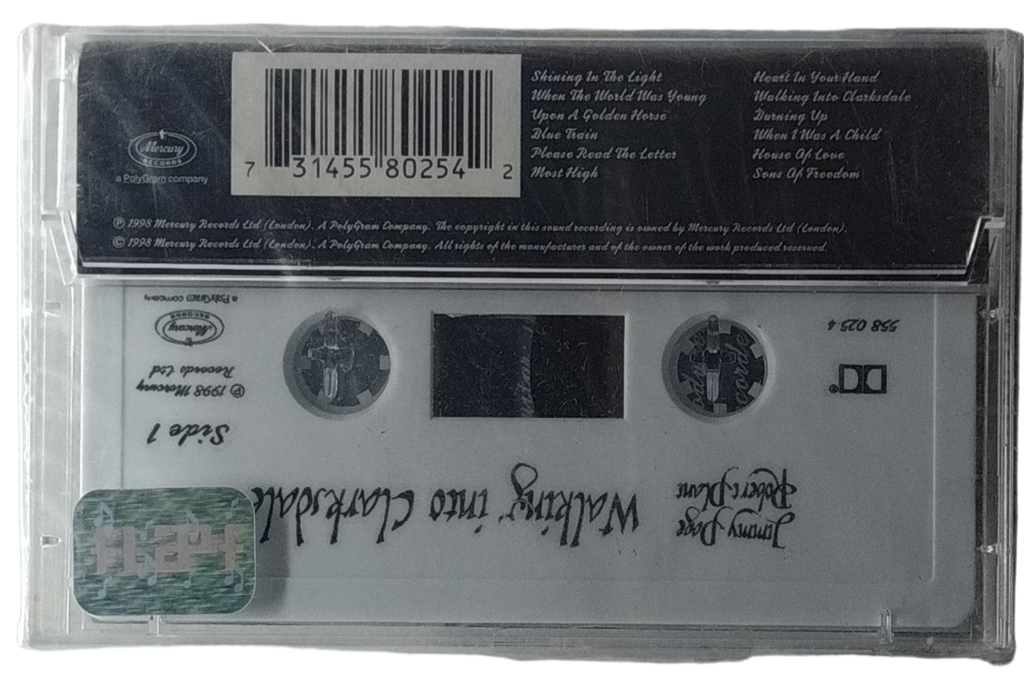 Shining In The Light
When The World Was Young
Upon A Golden Horse
Blue Train
Please Read The Letter
Most High
Heart In Your Hand
Walking Into Clarksdale
Burning Up
When I Was A Child
House Of Love
Sons Of Freedom
Mercury
RECORDS
a PolyGram company
7 31455 80254 2
℗ 1998 Mercury Records Ltd (London). A PolyGram Company. The copyright in this sound recording is owned by Mercury Records Ltd (London).
© 1998 Mercury Records Ltd (London). A PolyGram Company. All rights of the manufacturer and of the owner of the work produced reserved.
Jimmy Page
Robert Plant
Walking into Clarksdale
Side 1
℗ 1998 Mercury
Records Ltd
Mercury
RECORDS
a PolyGram company
558 025 4